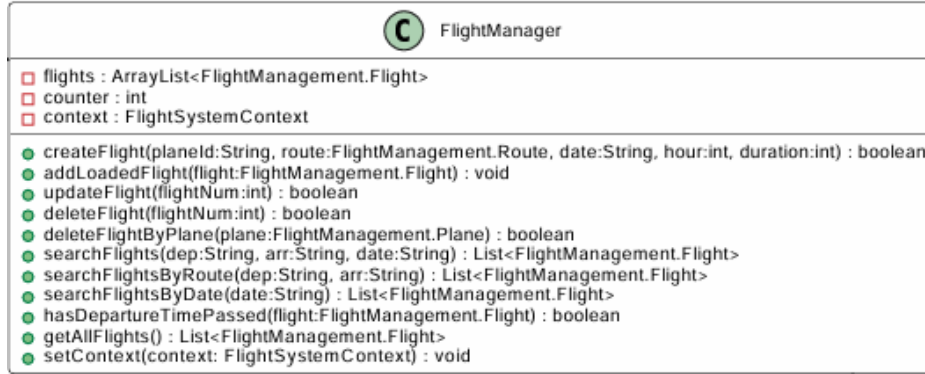 C FlightManager
flights : ArrayList<FlightManagement.Flight>
counter : int
context : FlightSystemContext
createFlight(planeId:String, route:FlightManagement.Route, date:String, hour:int, duration:int) : boolean
addLoadedFlight(flight:FlightManagement.Flight) : void
updateFlight(flightNum:int) : boolean
deleteFlight(flightNum:int) : boolean
deleteFlightByPlane(plane:FlightManagement.Plane) : boolean
searchFlights(dep:String, arr:String, date:String) : List<FlightManagement.Flight>
searchFlightsByRoute(dep:String, arr:String) : List<FlightManagement.Flight>
searchFlightsByDate(date:String) : List<FlightManagement.Flight>
hasDepartureTimePassed(flight:FlightManagement.Flight) : boolean
getAllFlights() : List<FlightManagement.Flight>
setContext(context: FlightSystemContext) : void